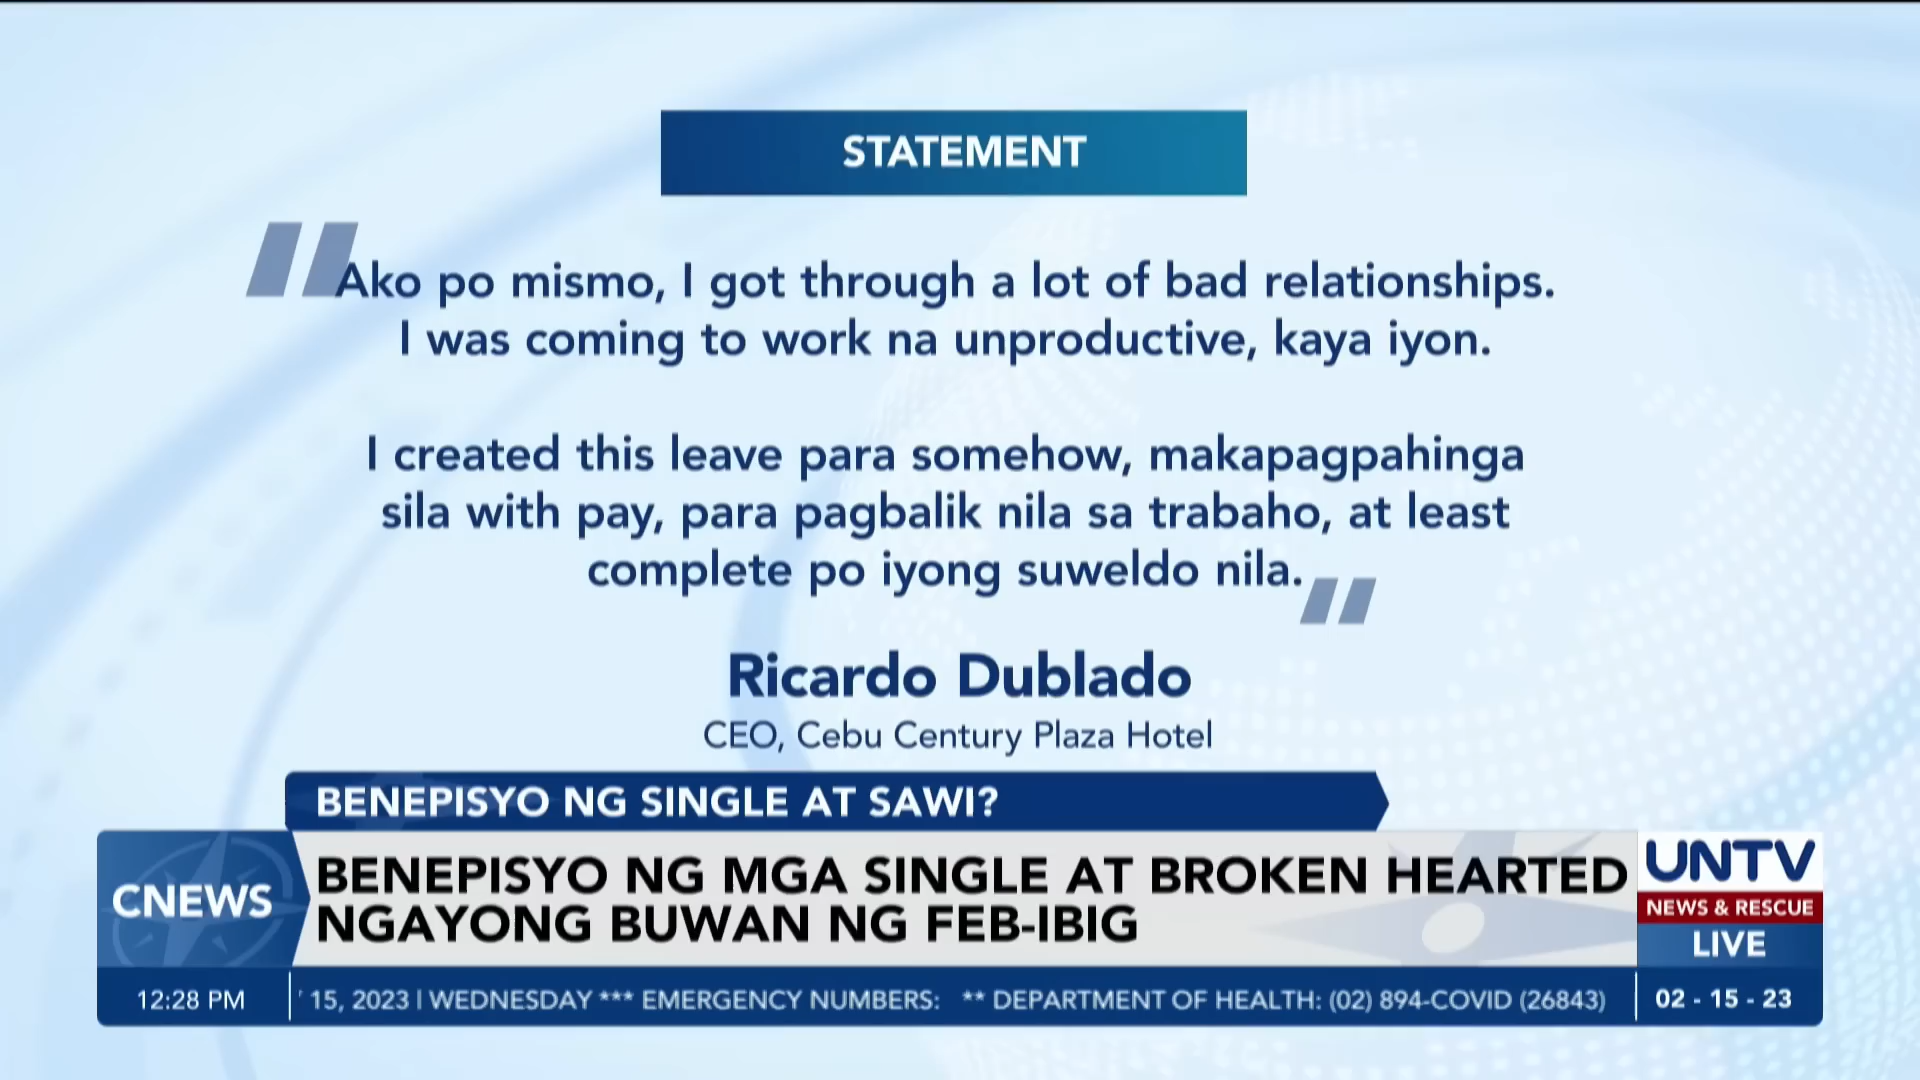 STATEMENT
"Ako po mismo, I got through a lot of bad relationships.
I was coming to work na unproductive, kaya iyon.
I created this leave para somehow, makapagpahinga
sila with pay, para pagbalik nila sa trabaho, at least
complete po iyong suweldo nila."
Ricardo Dublado
CEO, Cebu Century Plaza Hotel
BENEPISYO NG SINGLE AT SAWI?
CNEWS
BENEPISYO NG MGA SINGLE AT BROKEN HEARTED
NGAYONG BUWAN NG FEB-IBIG
UNTV
NEWS & RESCUE
LIVE
12:28 PM
15, 2023 | WEDNESDAY *** EMERGENCY NUMBERS: ** DEPARTMENT OF HEALTH: (02) 894-COVID (26843)
02 - 15 - 23